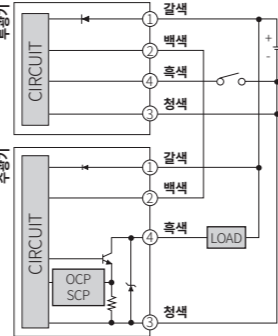 투광기
CIRCUIT
① 갈색
② 백색
④ 흑색
③ 청색
+
-
수광기
CIRCUIT
OCP
SCP
① 갈색
② 백색
④ 흑색
LOAD
③ 청색